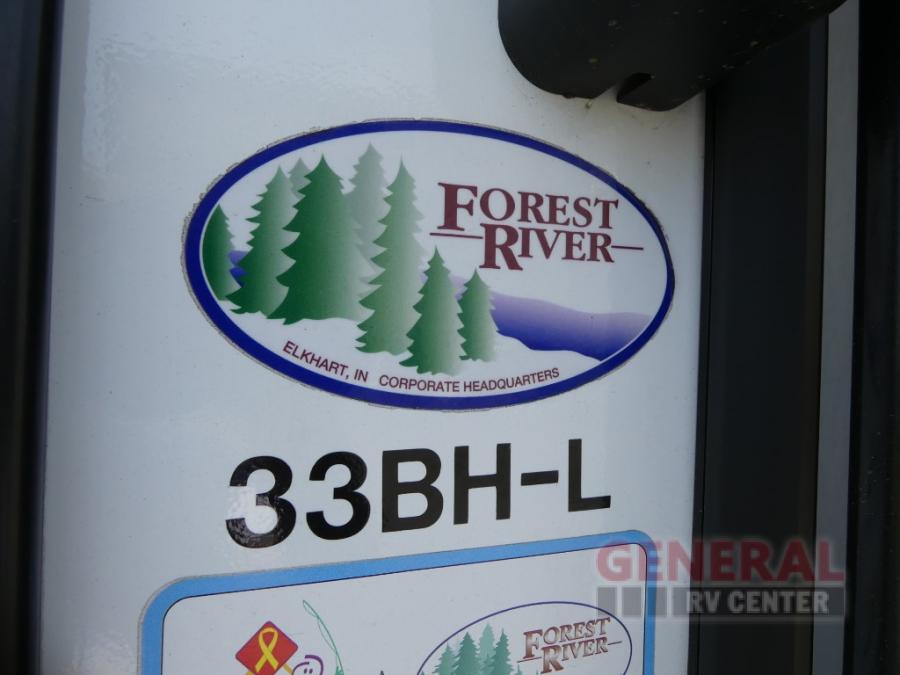 FOREST
RIVER
ELKHART, IN CORPORATE HEADQUARTERS
33BH-L
GENERAL
RV CENTER
FOREST
RIVER